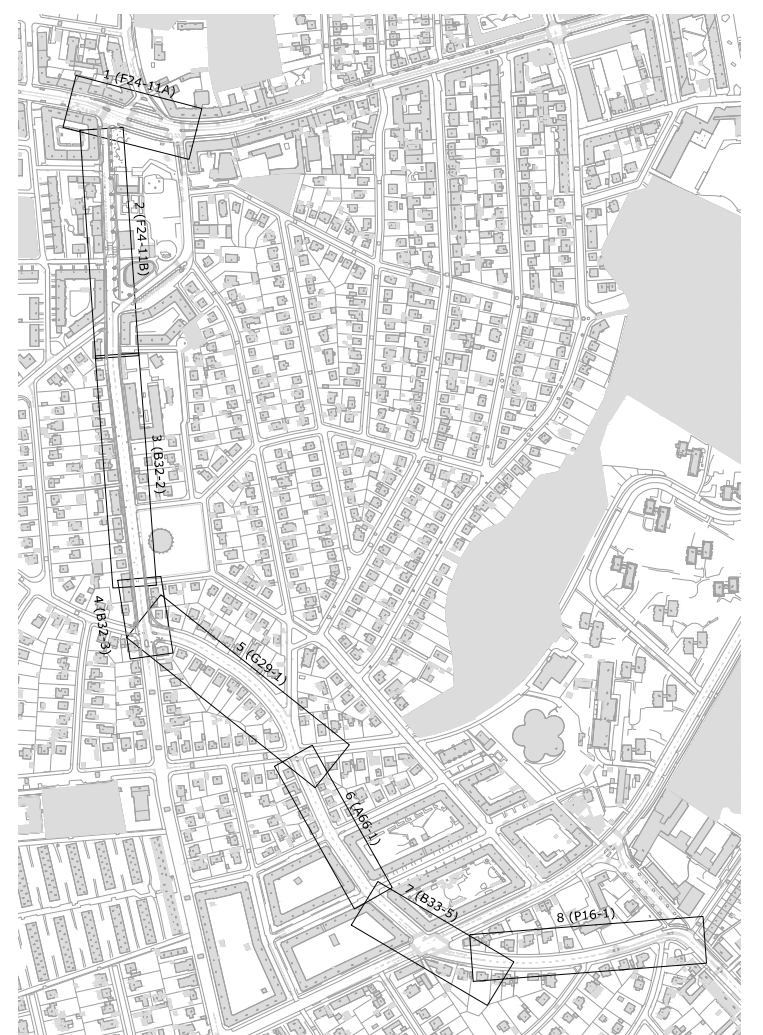 1 (F24-11A)
2 (F24-11B)
3 (B32-2)
4 (B32-3)
5 (G29-1)
6 (A66-1)
7 (B33-5)
8 (P16-1)